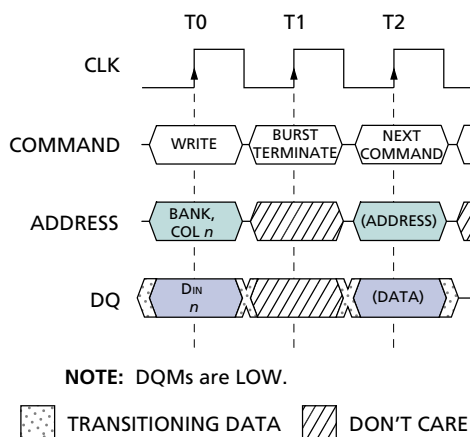 T0 T1 T2
CLK
COMMAND WRITE BURST TERMINATE NEXT COMMAND
ADDRESS BANK, COL n (ADDRESS)
DQ DIN n (DATA)
NOTE: DQMs are LOW.
TRANSITIONING DATA DON'T CARE